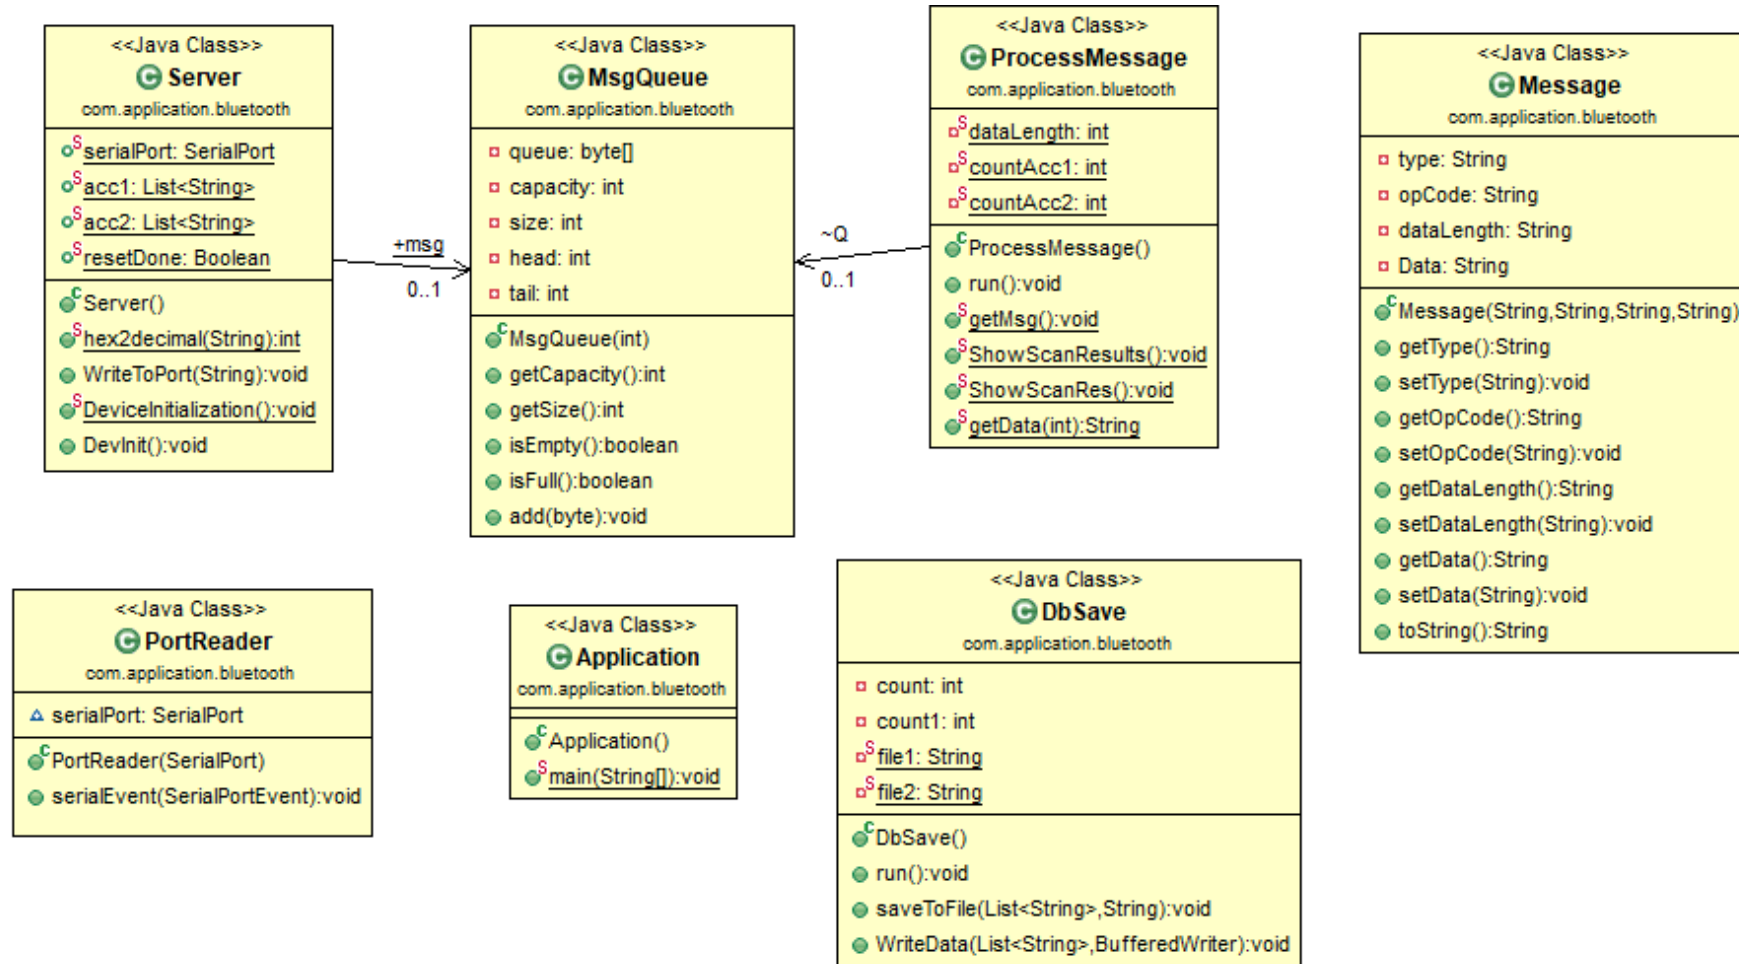 <<Java Class>>
Server
com.application.bluetooth
serialPort: SerialPort
acc1: List<String>
acc2: List<String>
resetDone: Boolean
Server()
hex2decimal(String):int
WriteToPort(String):void
DeviceInitialization():void
DevInit():void
+msg
0..1
<<Java Class>>
MsgQueue
com.application.bluetooth
queue: byte[]
capacity: int
size: int
head: int
tail: int
MsgQueue(int)
getCapacity():int
getSize():int
isEmpty():boolean
isFull():boolean
add(byte):void
~Q
0..1
<<Java Class>>
ProcessMessage
com.application.bluetooth
dataLength: int
countAcc1: int
countAcc2: int
ProcessMessage()
run():void
getMsg():void
ShowScanResults():void
ShowScanRes():void
getData(int):String
<<Java Class>>
Message
com.application.bluetooth
type: String
opCode: String
dataLength: String
Data: String
Message(String,String,String,String)
getType():String
setType(String):void
getOpCode():String
setOpCode(String):void
getDataLength():String
setDataLength(String):void
getData():String
setData(String):void
toString():String
<<Java Class>>
PortReader
com.application.bluetooth
serialPort: SerialPort
PortReader(SerialPort)
serialEvent(SerialPortEvent):void
<<Java Class>>
Application
com.application.bluetooth
Application()
main(String[]):void
<<Java Class>>
DbSave
com.application.bluetooth
count: int
count1: int
file1: String
file2: String
DbSave()
run():void
saveToFile(List<String>,String):void
WriteData(List<String>,BufferedWriter):void